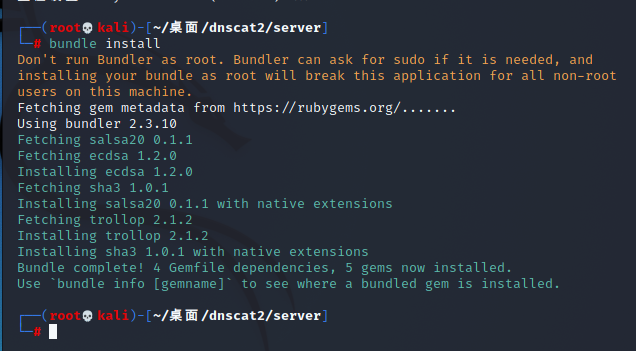 ┌──(root💀kali)-[~/桌面/dnscat2/server]
└─# bundle install
Don't run Bundler as root. Bundler can ask for sudo if it is needed, and
installing your bundle as root will break this application for all non-root
users on this machine.
Fetching gem metadata from https://rubygems.org/.......
Using bundler 2.3.10
Fetching salsa20 0.1.1
Fetching ecdsa 1.2.0
Installing ecdsa 1.2.0
Fetching sha3 1.0.1
Installing salsa20 0.1.1 with native extensions
Fetching trollop 2.1.2
Installing trollop 2.1.2
Installing sha3 1.0.1 with native extensions
Bundle complete! 4 Gemfile dependencies, 5 gems now installed.
Use `bundle info [gemname]` to see where a bundled gem is installed.
┌──(root💀kali)-[~/桌面/dnscat2/server]
└─#